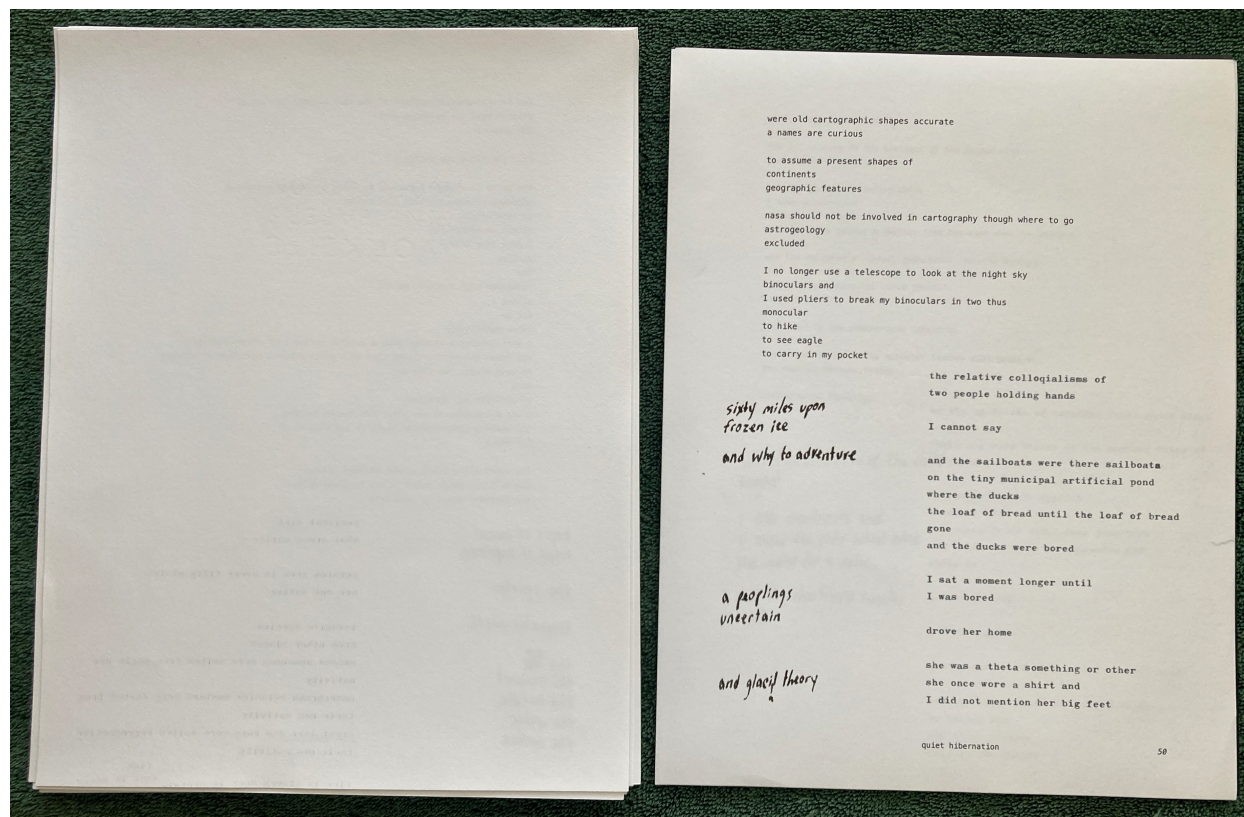 were old cartographic shapes accurate
a names are curious
to assume a present shapes of
continents
geographic features
nasa should not be involved in cartography though where to go
astrogeology
excluded
I no longer use a telescope to look at the night sky
binoculars and
I used pliers to break my binoculars in two thus
monocular
to hike
to see eagle
to carry in my pocket
the relative colloqialisms of
two people holding hands
sixty miles upon
frozen ice
I cannot say
and why to adventure
and the sailboats were there sailboats
on the tiny municipal artificial pond
where the ducks
the loaf of bread until the loaf of bread
gone
and the ducks were bored
I sat a moment longer until
a peoplings
I was bored
uncertain
drove her home
she was a theta something or other
and theory
she once wore a shirt and
I did not mention her big feet
quiet hibernation
50